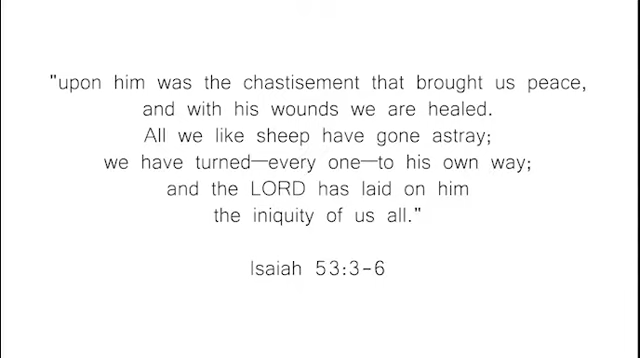 "upon him was the chastisement that brought us peace,
and with his wounds we are healed.
All we like sheep have gone astray;
we have turned—every one—to his own way;
and the LORD has laid on him
the iniquity of us all."
Isaiah 53:3-6